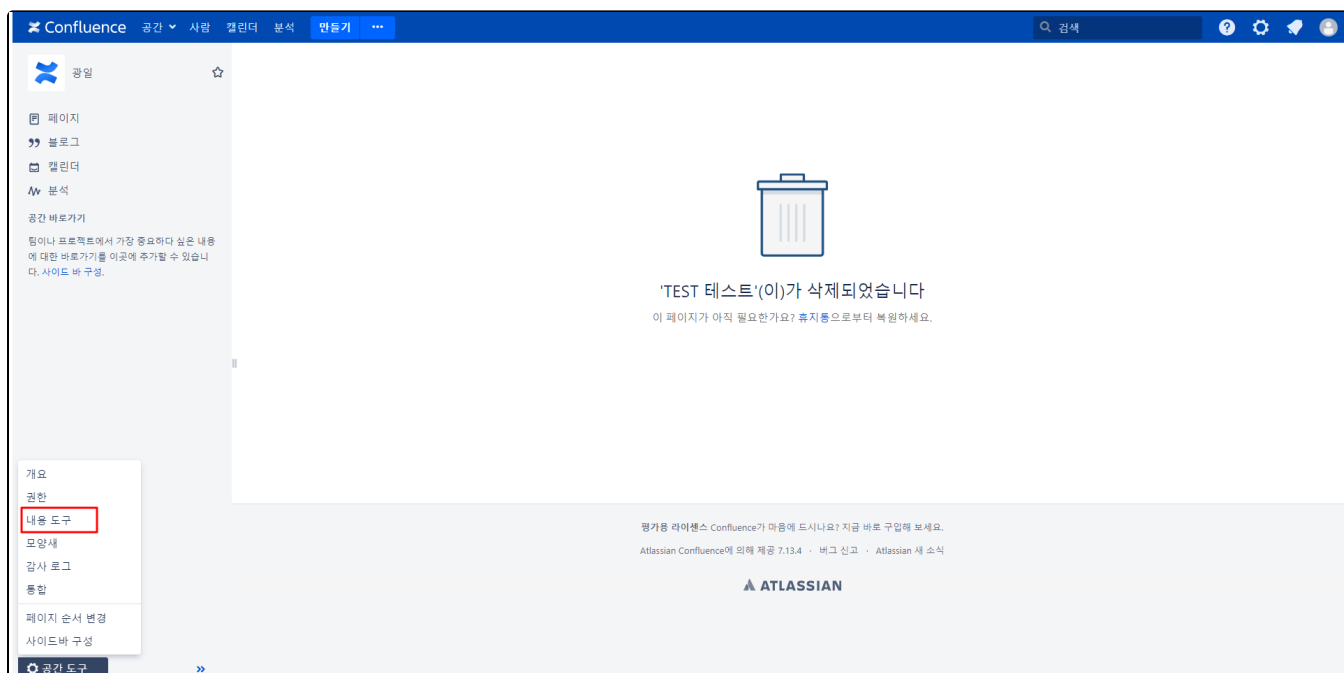 Confluence 공간 사람 캘린더 분석 만들기 ··· 검색
광일
페이지
블로그
캘린더
분석
공간 바로가기
팀이나 프로젝트에서 가장 중요하다 싶은 내용
에 대한 바로가기를 이곳에 추가할 수 있습니
다. 사이드 바 구성.
'TEST 테스트'(이)가 삭제되었습니다
이 페이지가 아직 필요한가요? 휴지통으로부터 복원하세요.
개요
권한
내용 도구
모양새
감사 로그
통합
페이지 순서 변경
사이드바 구성
공간 도구 »
평가용 라이센스 Confluence가 마음에 드시나요? 지금 바로 구입해 보세요.
Atlassian Confluence에 의해 제공 7.13.4 · 버그 신고 · Atlassian 새 소식
ATLASSIAN